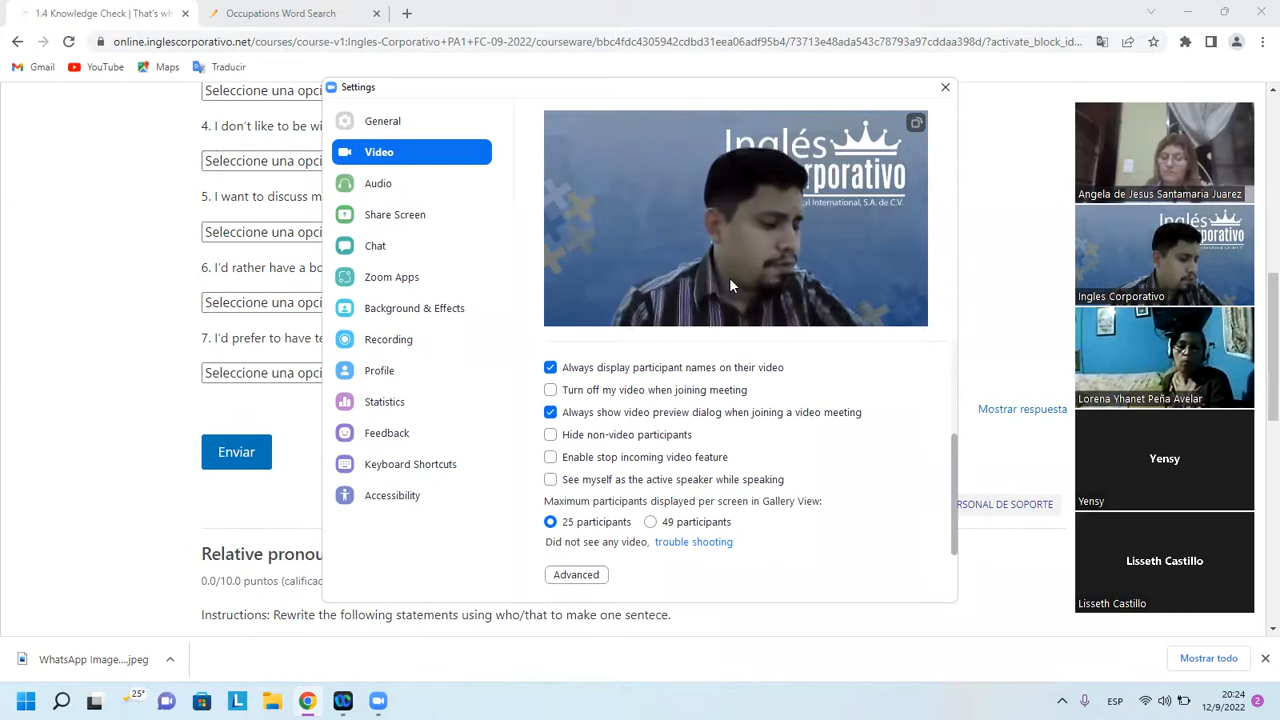 1.4 Knowledge Check | That's wh
Occupations Word Search
online.inglescorporativo.net/courses/course-v1:Ingles-Corporativo+PA1+FC-09-2022/courseware/bbc4fdc4305942cdbd31eea06adf95b4/73713e48ada543c78793a97cddaa398d/?activate_block_id...
Gmail
YouTube
Maps
Traducir
Seleccione una opci
4. I don't like to be wi
Seleccione una opci
5. I want to discuss m
Seleccione una opci
6. I'd rather have a bo
Seleccione una opci
7. I'd prefer to have te
Seleccione una opci
Enviar
Mostrar respuesta
ERSONAL DE SOPORTE
Relative pronou
0.0/10.0 puntos (calificac
Instructions: Rewrite the following statements using who/that to make one sentece.
Settings
General
Video
Audio
Share Screen
Chat
Zoom Apps
Background & Effects
Recording
Profile
Statistics
Feedback
Keyboard Shortcuts
Accessibility
Inglés
rporativo
al International, S.A. de C.V.
Always display participant names on their video
Turn off my video when joining meeting
Always show video preview dialog when joining a video meeting
Hide non-video participants
Enable stop incoming video feature
See myself as the active speaker while speaking
Maximum participants displayed per screen in Gallery View:
25 participants
49 participants
Did not see any video, trouble shooting
Advanced
Angela de Jesus Santamaria Juarez
Inglés
rporativo
Ingles Corporativo
Lorena Yhanet Peña Avelar
Yensy
Yensy
Lisseth Castillo
Lisseth Castillo
WhatsApp Image....jpeg
Mostrar todo
25°
ESP
20:24
12/9/2022
2